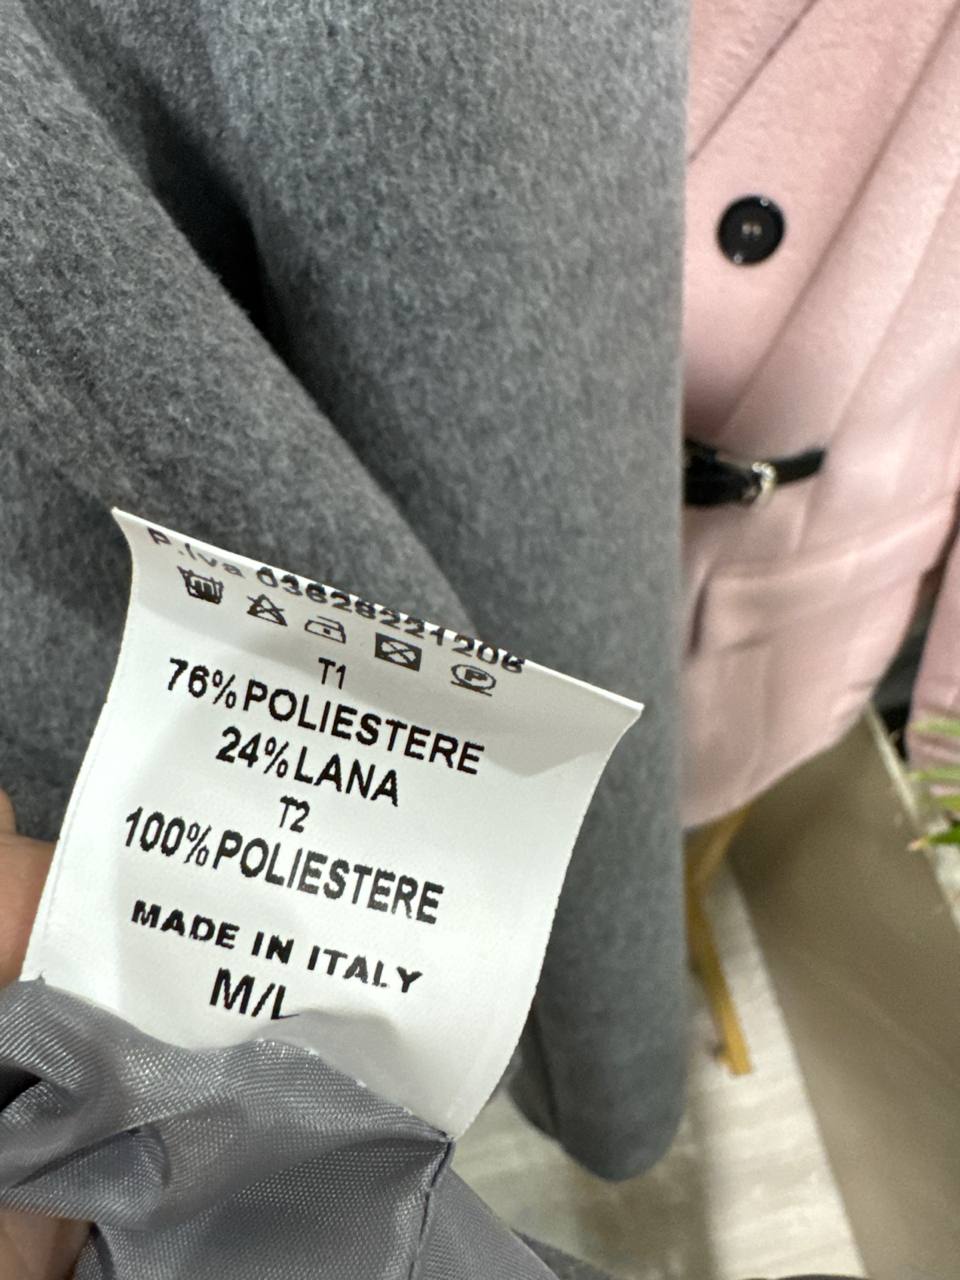 P.Iva 03628221206
T1
76%POLIESTERE
24%LANA
T2
100%POLIESTERE
MADE IN ITALY
M/L